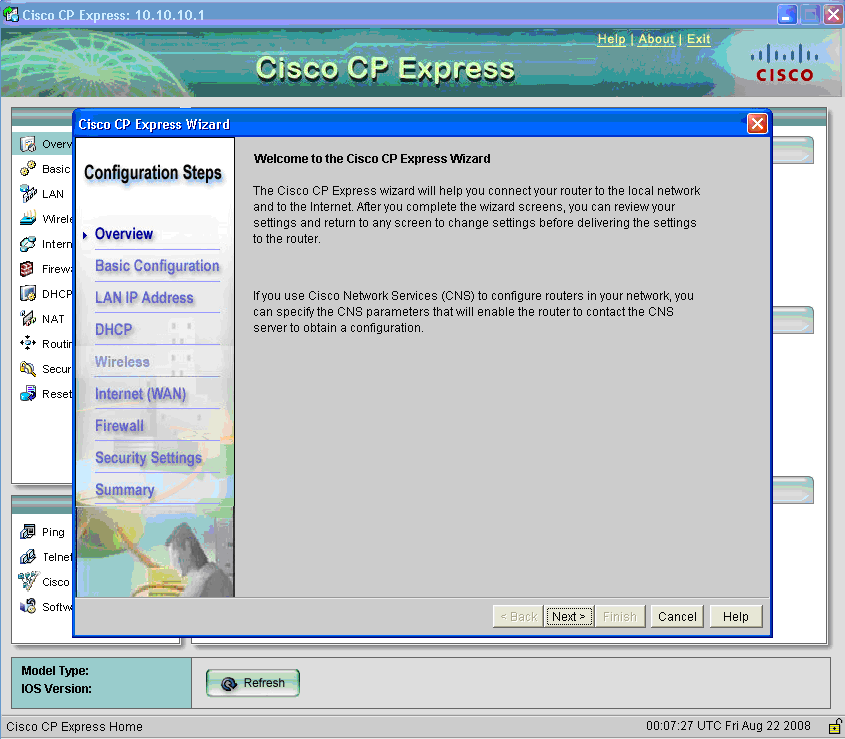 Cisco CP Express: 10.10.10.1
Help | About | Exit
Cisco CP Express
CISCO
Cisco CP Express Wizard
Overv
Basic
LAN
Wirele
Intern
Firew
DHCP
NAT
Routin
Secur
Reset
Ping
Telnet
Cisco
Softw
Configuration Steps
Overview
Basic Configuration
LAN IP Address
DHCP
Wireless
Internet (WAN)
Firewall
Security Settings
Summary
Welcome to the Cisco CP Express Wizard
The Cisco CP Express wizard will help you connect your router to the local network
and to the Internet. After you complete the wizard screens, you can review your
settings and return to any screen to change settings before delivering the settings
to the router.
If you use Cisco Network Services (CNS) to configure routers in your network, you
can specify the CNS parameters that will enable the router to contact the CNS
server to obtain a configuration.
< Back Next > Finish Cancel Help
Model Type:
IOS Version:
Refresh
Cisco CP Express Home
00:07:27 UTC Fri Aug 22 2008